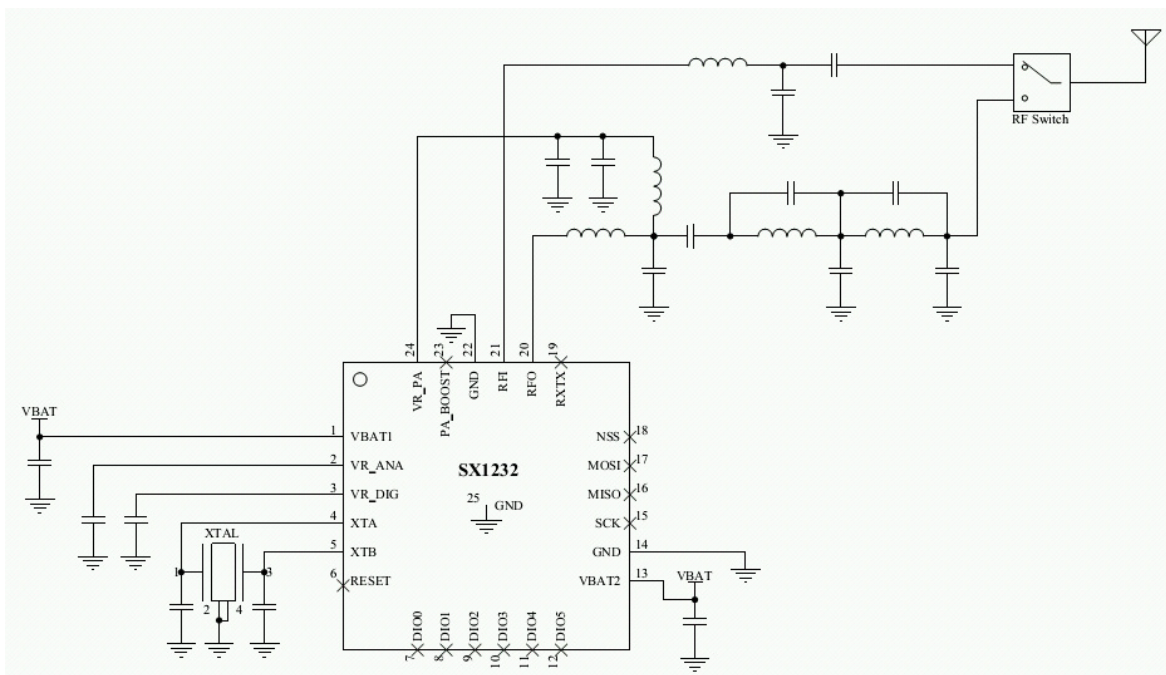 RF Switch
24
23
22
21
20
19
VR_PA
PA_BOOST
GND
RFI
RFO
RXTX
VBAT
1
VBAT1
NSS
18
2
VR_ANA
MOSI
17
SX1232
3
VR_DIG
25
GND
MISO
16
4
XTA
SCK
15
XTAL
5
XTB
GND
14
1
3
6
RESET
VBAT2
13
VBAT
2
4
DIO0
DIO1
DIO2
DIO3
DIO4
DIO5
7
8
9
10
11
12